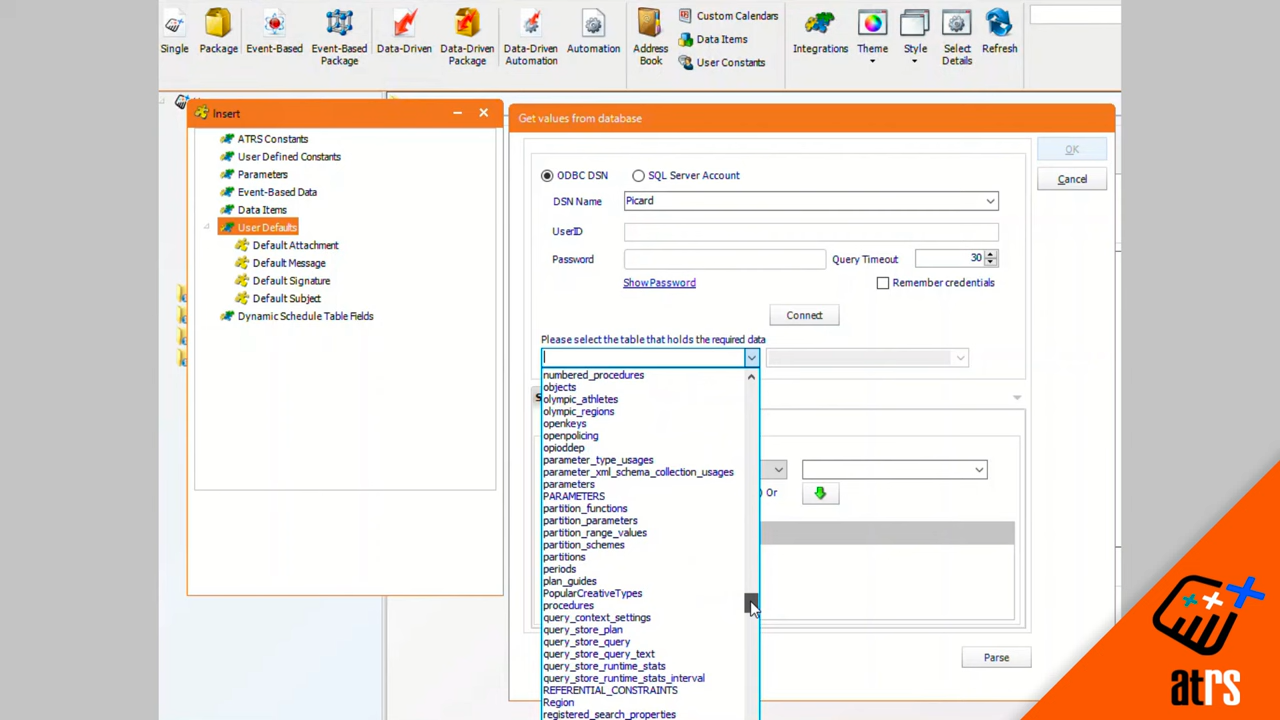 Custom Calendars
Data Items
User Constants
Single
Package
Event-Based
Event-Based
Package
Data-Driven
Data-Driven
Package
Data-Driven
Automation
Automation
Address
Book
Integrations
Theme
Style
Select
Details
Refresh
Insert
ATRS Constants
User Defined Constants
Parameters
Event-Based Data
Data Items
User Defaults
Default Attachment
Default Message
Default Signature
Default Subject
Dynamic Schedule Table Fields
Get values from database
OK
Cancel
ODBC DSN
SQL Server Account
DSN Name
Picard
UserID
Password
Query Timeout
30
Show Password
Remember credentials
Connect
Please select the table that holds the required data
numbered_procedures
objects
olympic_athletes
olympic_regions
openkeys
openpolicing
opioddep
parameter_type_usages
parameter_xml_schema_collection_usages
parameters
PARAMETERS
partition_functions
partition_parameters
partition_range_values
partition_schemes
partitions
periods
plan_guides
PopularCreativeTypes
procedures
query_context_settings
query_store_plan
query_store_query
query_store_query_text
query_store_runtime_stats
query_store_runtime_stats_interval
REFERENTIAL_CONSTRAINTS
Region
registered_search_properties
Or
Parse
atrs